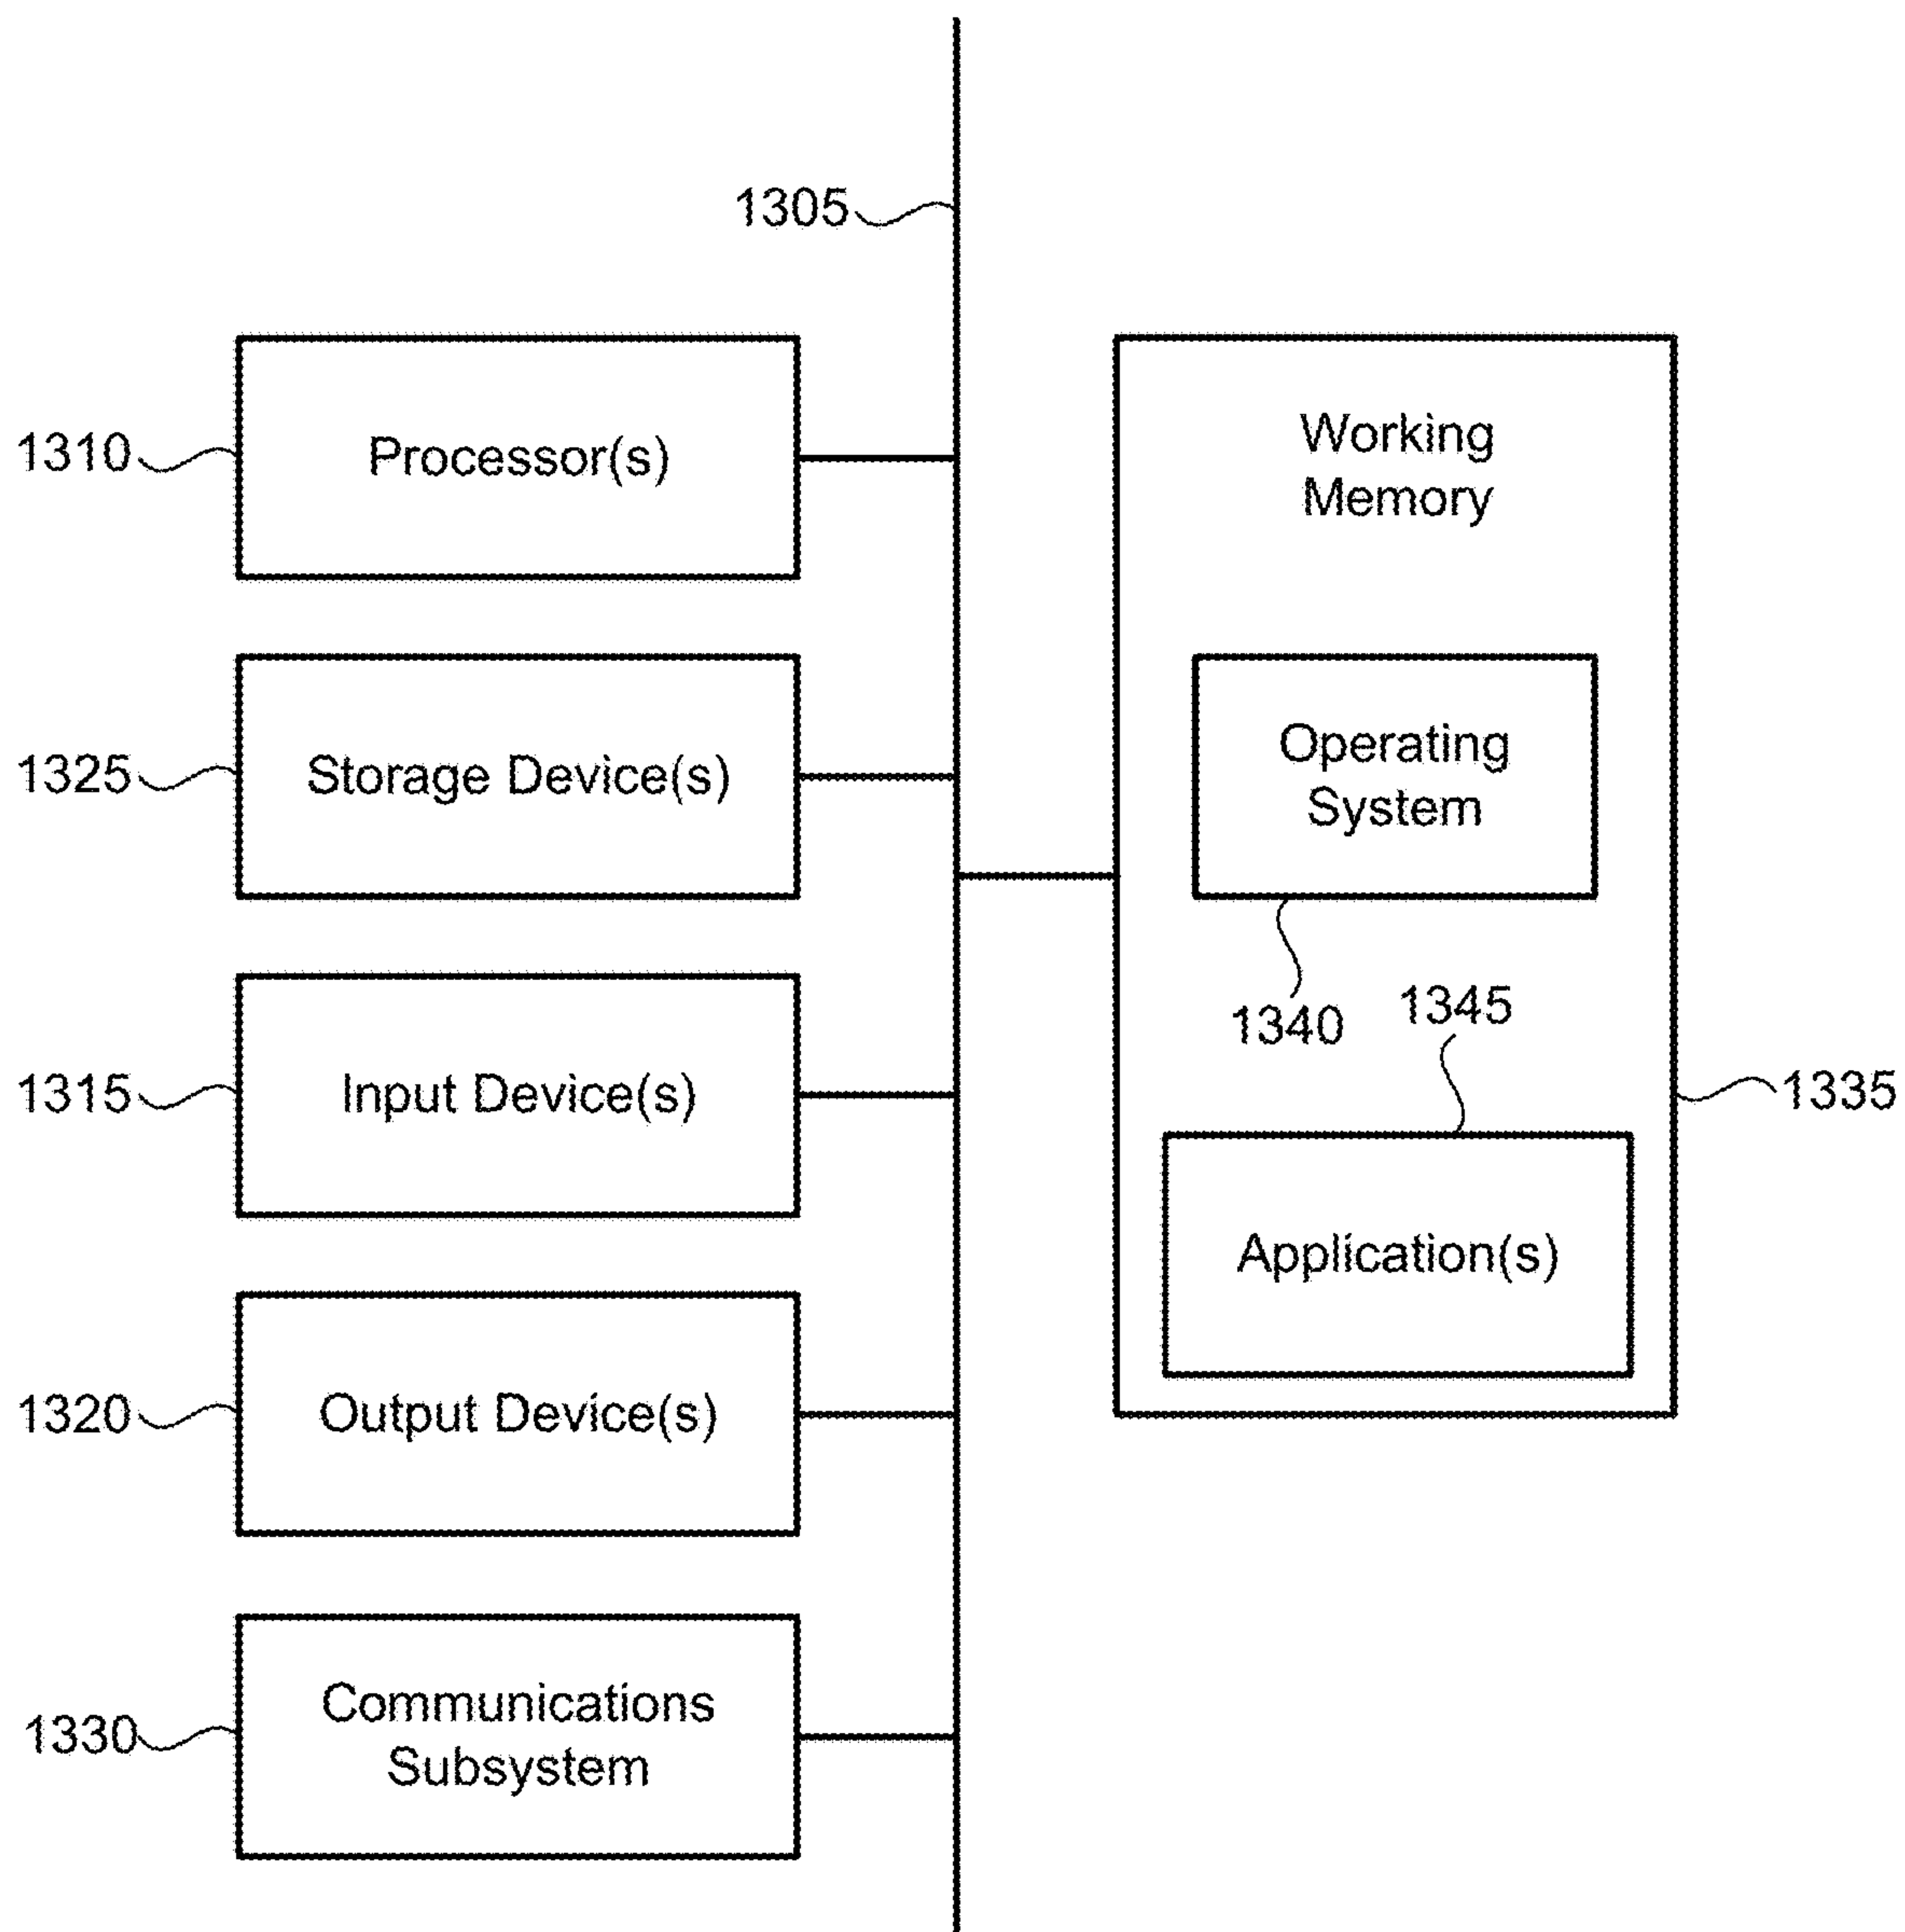 1305
1310
Processor(s)
Working
Memory
1325
Storage Device(s)
Operating
System
1340
1345
1315
Input Device(s)
1335
Application(s)
1320
Output Device(s)
1330
Communications
Subsystem